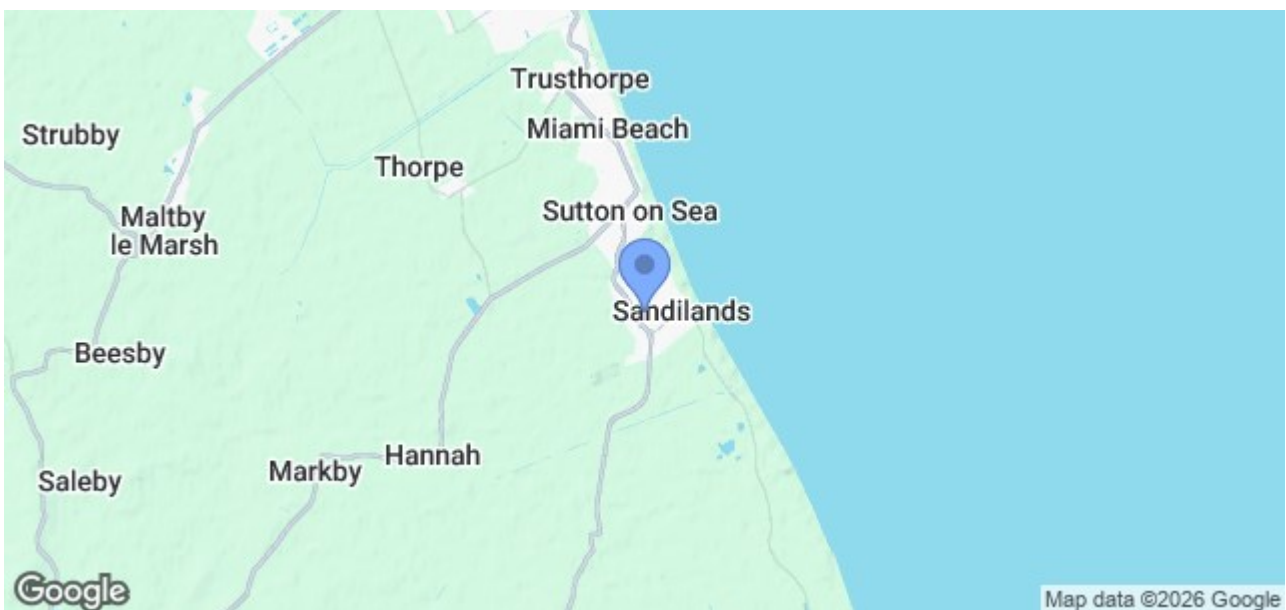 Trusthorpe
Miami Beach
Strubby
Thorpe
Maltby
le Marsh
Sutton on Sea
Sandilands
Beesby
Hannah
Markby
Saleby
Google
Map data ©2026 Google